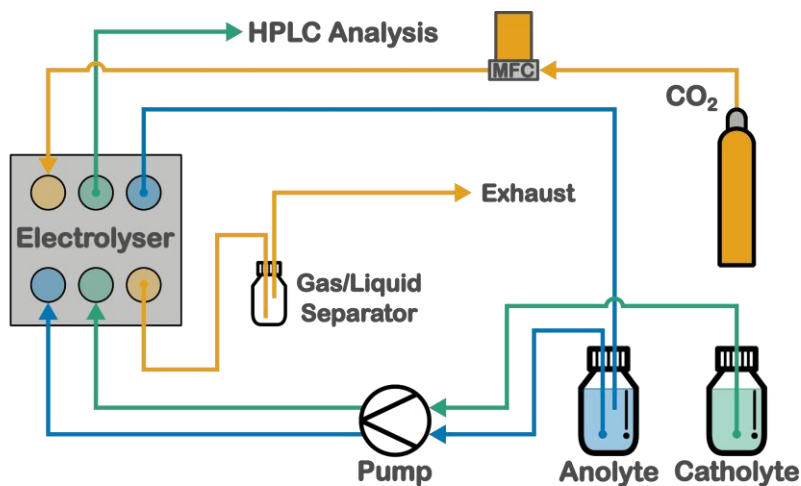 HPLC Analysis
MFC
CO₂
Exhaust
Electrolyser
Gas/Liquid
Separator
Pump
Anolyte
Catholyte